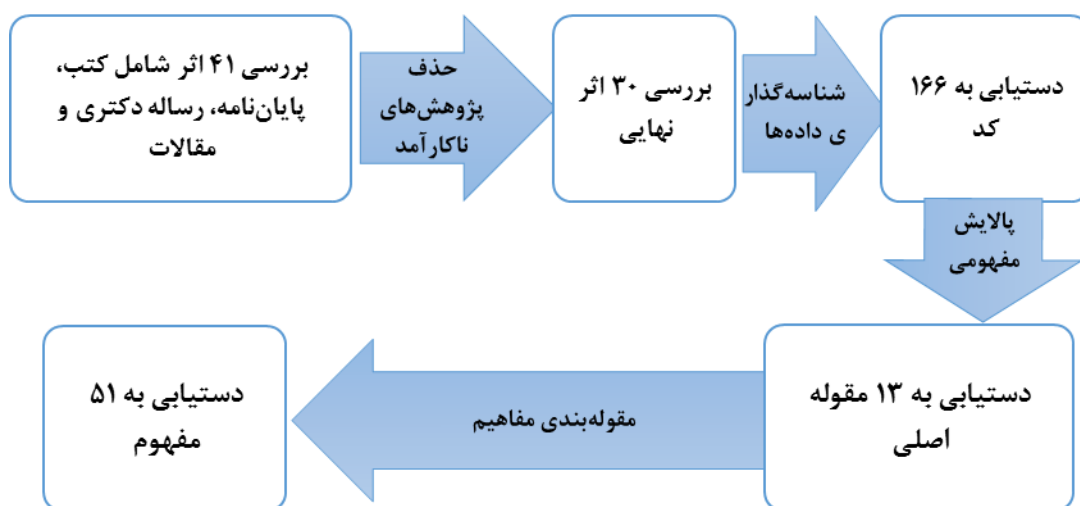 بررسی ۴۱ اثر شامل کتب،
پایان‌نامه، رساله دکتری و
مقالات
حذف
پژوهش‌های
ناکارآمد
بررسی ۳۰ اثر
نهایی
شناسه‌گذار
ی داده‌ها
دستیابی به ۱۶۶
کد
پالایش
مفهومی
دستیابی به ۱۳ مقوله
اصلی
مقوله‌بندی مفاهیم
دستیابی به ۵۱
مفهوم